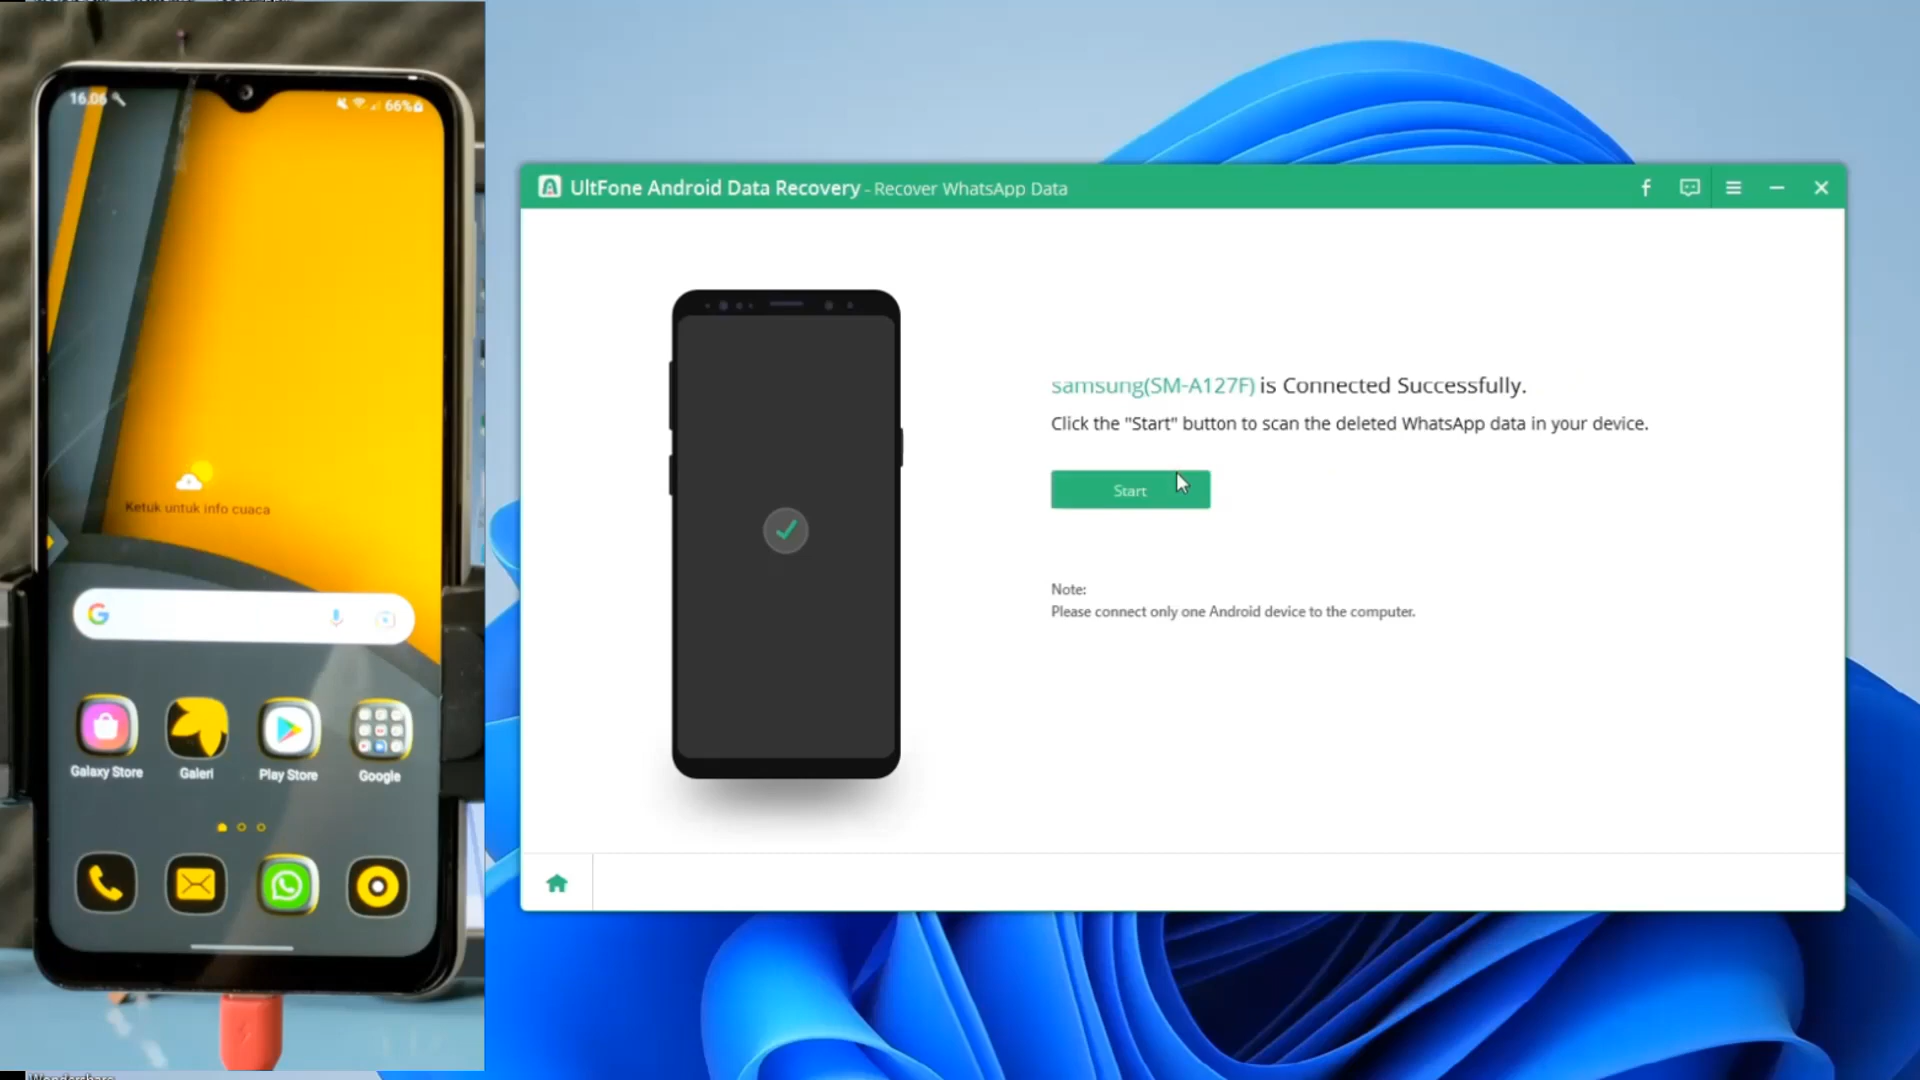 16.06
66%
Ketuk untuk info cuaca
Galaxy Store
Galeri
Play Store
Google
UltFone Android Data Recovery - Recover WhatsApp Data
samsung(SM-A127F) is Connected Successfully.
Click the "Start" button to scan the deleted WhatsApp data in your device.
Start
Note:
Please connect only one Android device to the computer.
Wondershare